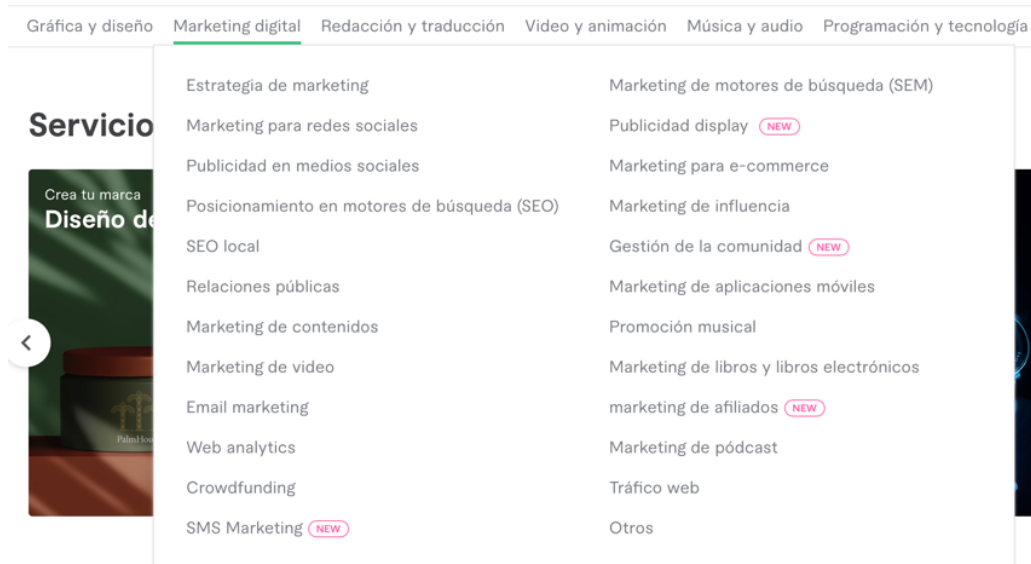 Gráfica y diseño Marketing digital Redacción y traducción Video y animación Música y audio Programación y tecnología
Servicio
Crea tu marca
Diseño de
PalmHou
Estrategia de marketing
Marketing para redes sociales
Publicidad en medios sociales
Posicionamiento en motores de búsqueda (SEO)
SEO local
Relaciones públicas
Marketing de contenidos
Marketing de video
Email marketing
Web analytics
Crowdfunding
SMS Marketing NEW
Marketing de motores de búsqueda (SEM)
Publicidad display NEW
Marketing para e-commerce
Marketing de influencia
Gestión de la comunidad NEW
Marketing de aplicaciones móviles
Promoción musical
Marketing de libros y libros electrónicos
marketing de afiliados NEW
Marketing de pódcast
Tráfico web
Otros